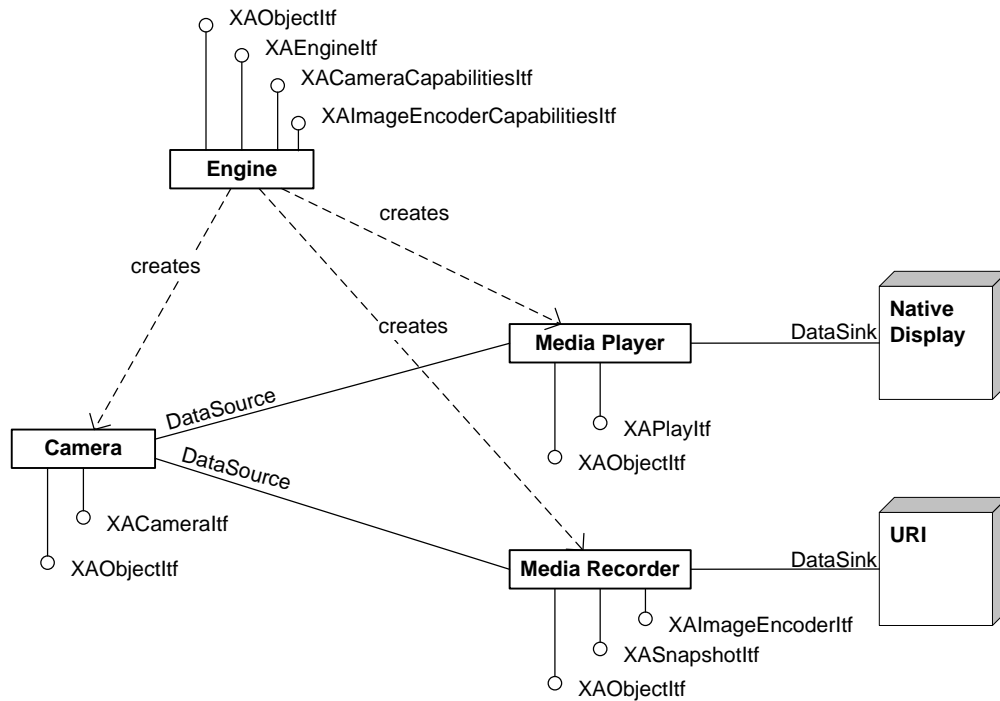 XAObjectItf
XAEngineItf
XACameraCapabilitiesItf
XAImageEncoderCapabilitiesItf
Engine
creates
creates
creates
Native
Display
Media Player
DataSink
DataSource
XAPlayItf
XAObjectItf
Camera
DataSource
XACameraItf
XAObjectItf
URI
Media Recorder
DataSink
XAImageEncoderItf
XASnapshotItf
XAObjectItf